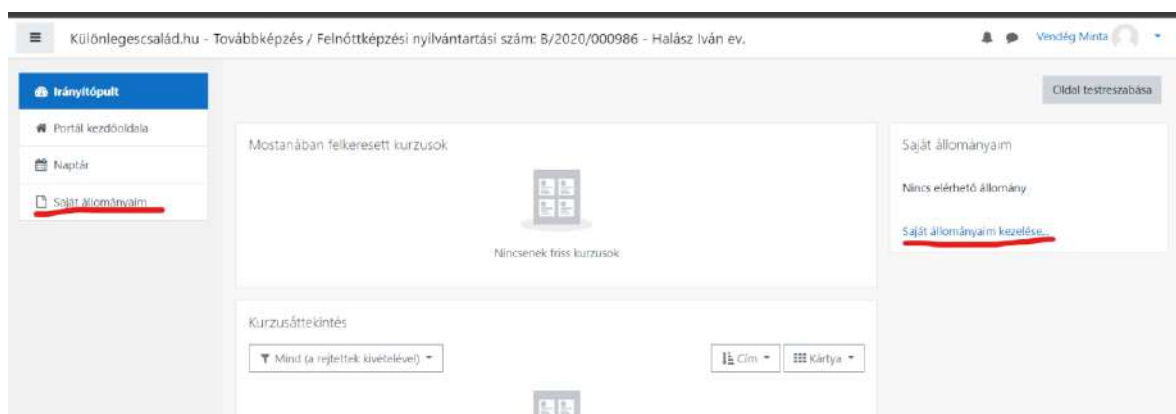 Különlegescsalád.hu - Továbbképzés / Felnőttképzési nyilvántartási szám: B/2020/000986 - Halász Iván ev.
Vendég Minta
Irányítópult
Oldal testreszabása
Portál kezdőoldala
Naptár
Saját állományaim
Mostanában felkeresett kurzusok
Nincsenek friss kurzusok
Saját állományaim
Nincs elérhető állomány
Saját állományaim kezelése...
Kurzusáttekintés
Mind (a rejtettek kivételével)
Cím
Kártya